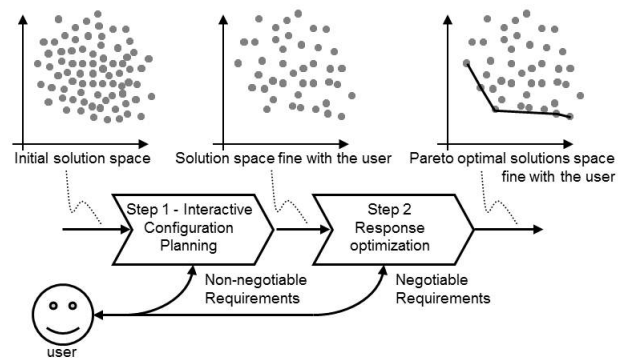 Initial solution space
Solution space fine with the user
Pareto optimal solutions space
fine with the user
Step 1 - Interactive
Configuration
Planning
Step 2
Response
optimization
Non-negotiable
Requirements
Negotiable
Requirements
user